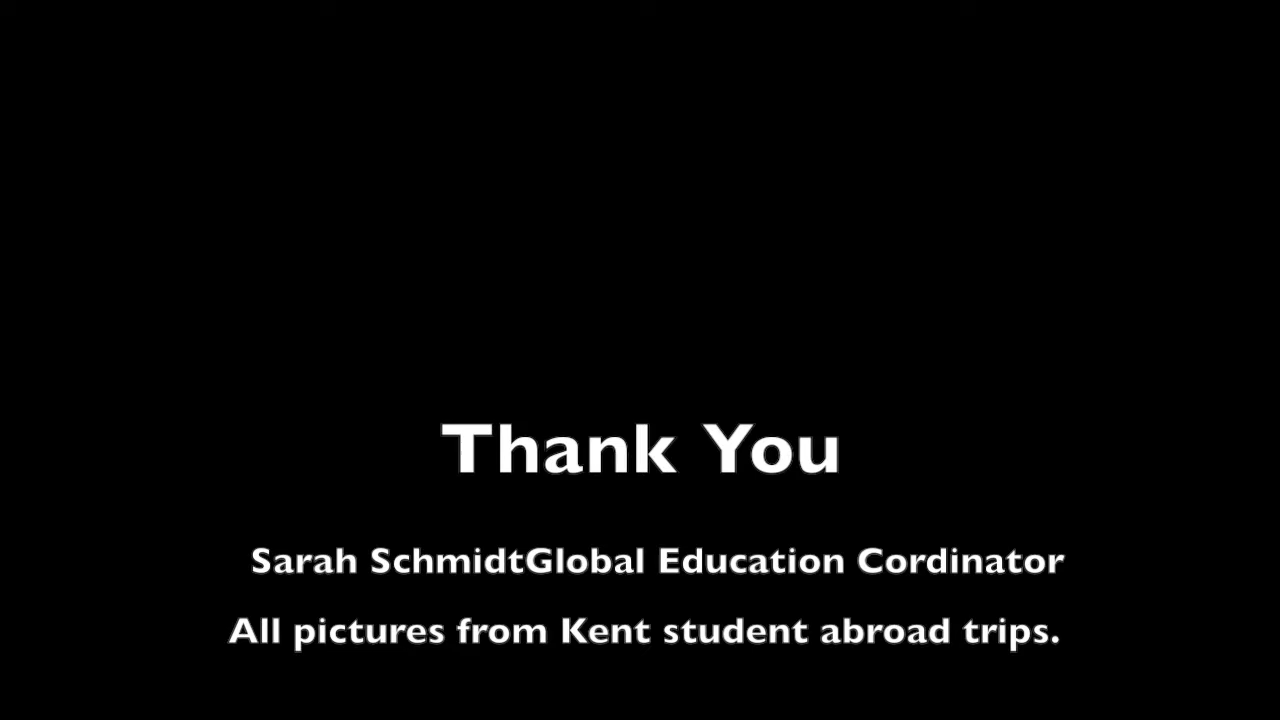 Thank You
Sarah SchmidtGlobal Education Cordinator
All pictures from Kent student abroad trips.